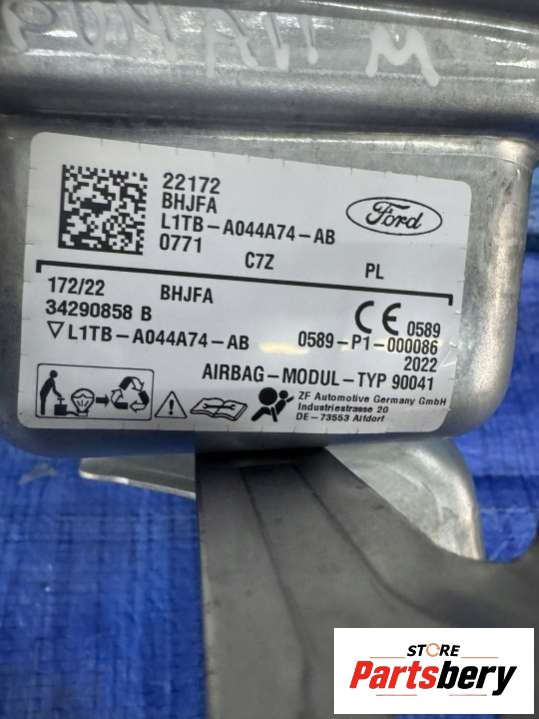 22172
BHJFA
L1TB-A044A74-AB
0771
C7Z PL
Ford
172/22 BHJFA
34290858 B
L1TB-A044A74-AB
CE 0589
0589-P1-000086
2022
AIRBAG-MODUL-TYP 90041
ZF Automotive Germany GmbH
Industriestrasse 20
DE-73553 Alfdorf
STORE
Partsbery